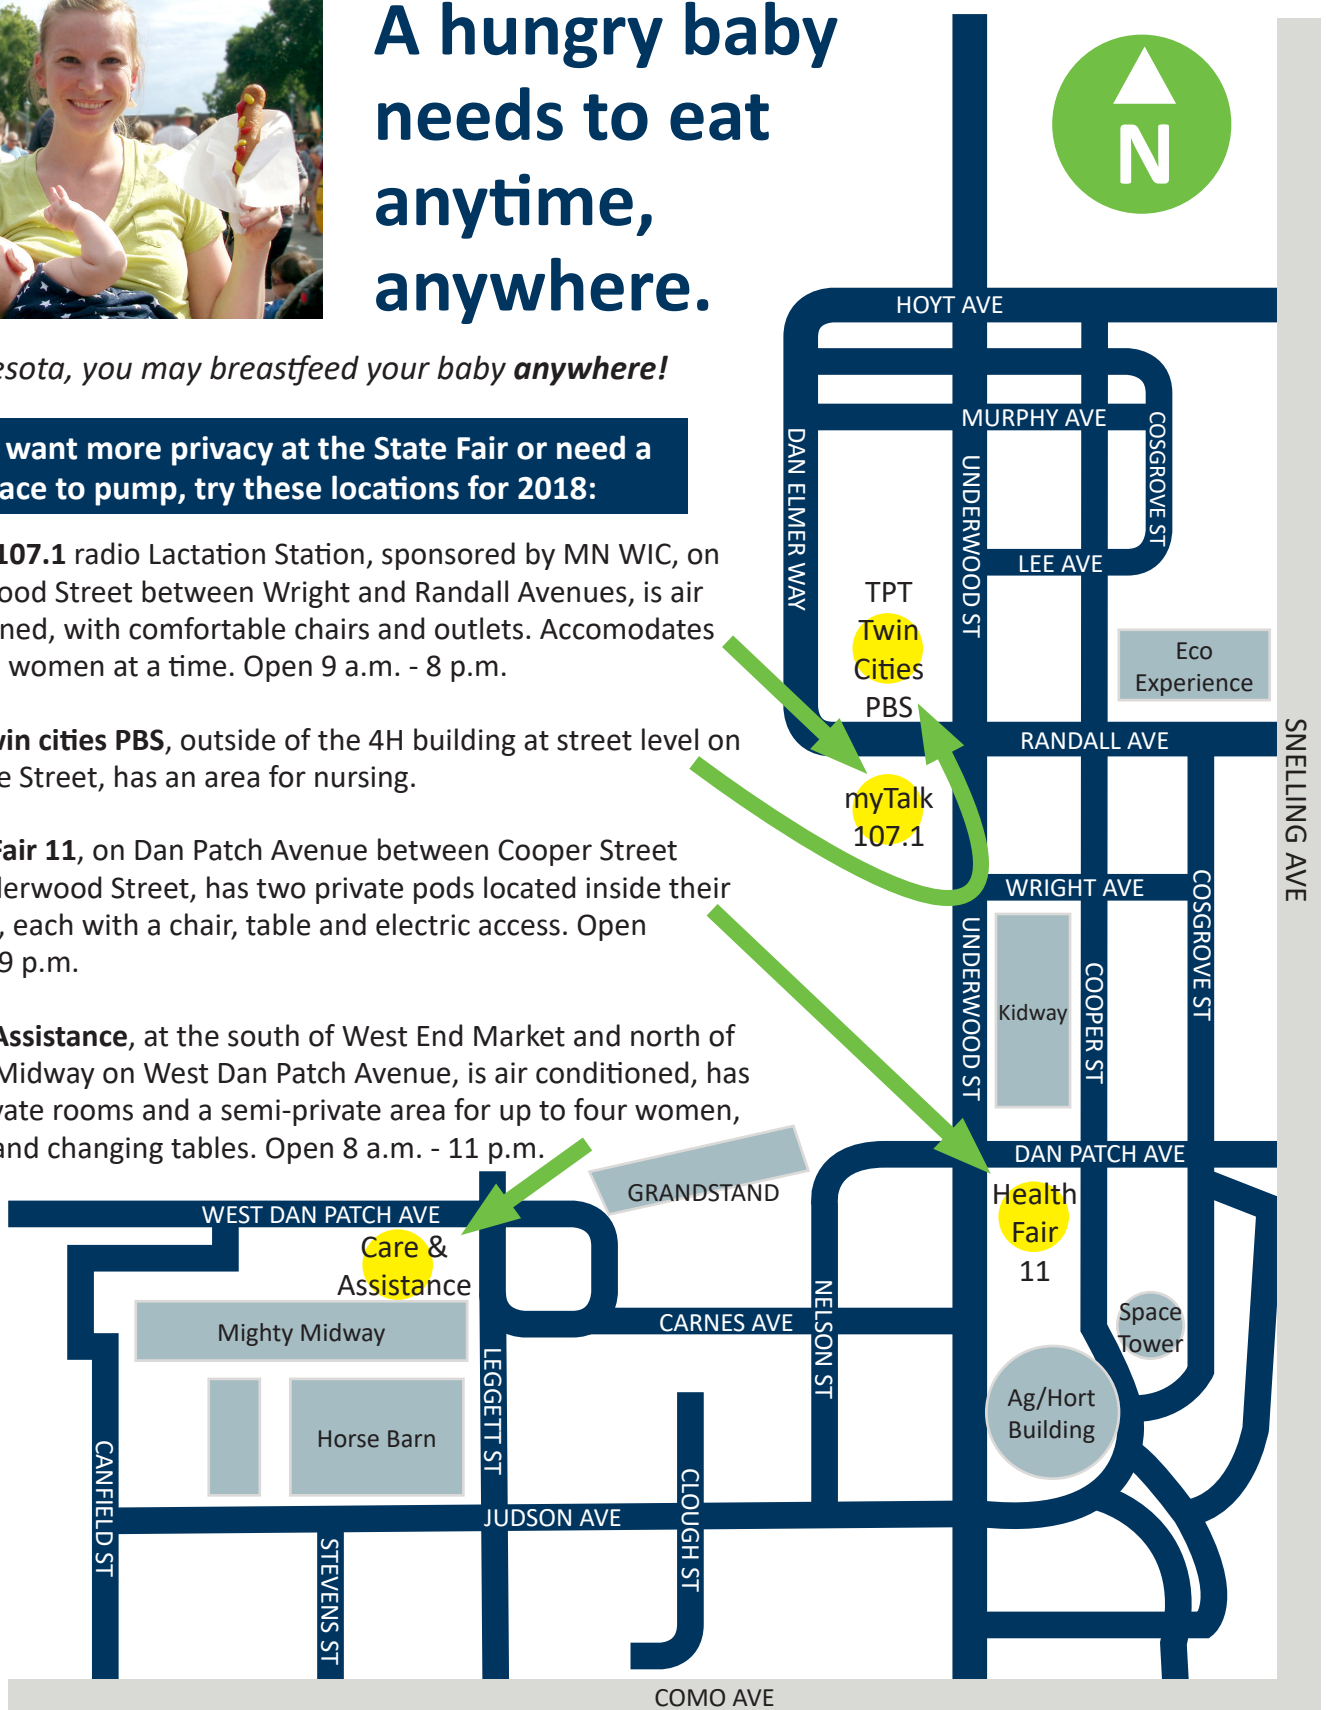 A hungry baby
needs to eat
anytime,
anywhere.
esota, you may breastfeed your baby anywhere!
want more privacy at the State Fair or need a
ace to pump, try these locations for 2018:
107.1 radio Lactation Station, sponsored by MN WIC, on
ood Street between Wright and Randall Avenues, is air
ned, with comfortable chairs and outlets. Accomodates
women at a time. Open 9 a.m. - 8 p.m.
win cities PBS, outside of the 4H building at street level on
e Street, has an area for nursing.
Fair 11, on Dan Patch Avenue between Cooper Street
derwood Street, has two private pods located inside their
, each with a chair, table and electric access. Open
9 p.m.
Assistance, at the south of West End Market and north of
Midway on West Dan Patch Avenue, is air conditioned, has
vate rooms and a semi-private area for up to four women,
and changing tables. Open 8 a.m. - 11 p.m.
N
HOYT AVE
MURPHY AVE
COSGROVE ST
DAN ELMER WAY
UNDERWOOD ST
LEE AVE
TPT
Twin
Cities
PBS
Eco
Experience
RANDALL AVE
SNELLING AVE
myTalk
107.1
WRIGHT AVE
COSGROVE ST
UNDERWOOD ST
Kidway
COOPER ST
DAN PATCH AVE
GRANDSTAND
WEST DAN PATCH AVE
Care &
Assistance
Health
Fair
11
Mighty Midway
CARNES AVE
NELSON ST
Space
Tower
LEGGETT ST
Ag/Hort
Building
Horse Barn
CANFIELD ST
CLOUGH ST
JUDSON AVE
STEVENS ST
COMO AVE